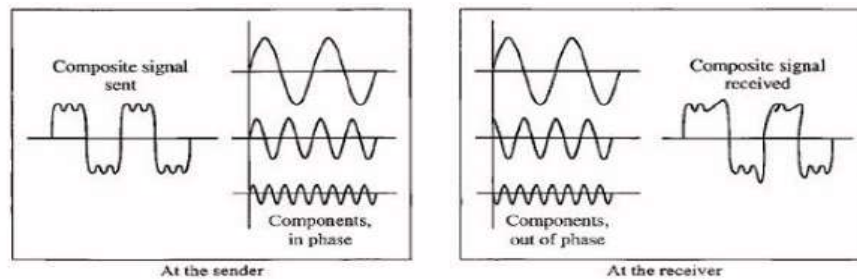 Composite signal
sent
Components,
in phase
At the sender
Composite signal
received
Components,
out of phase
At the receiver